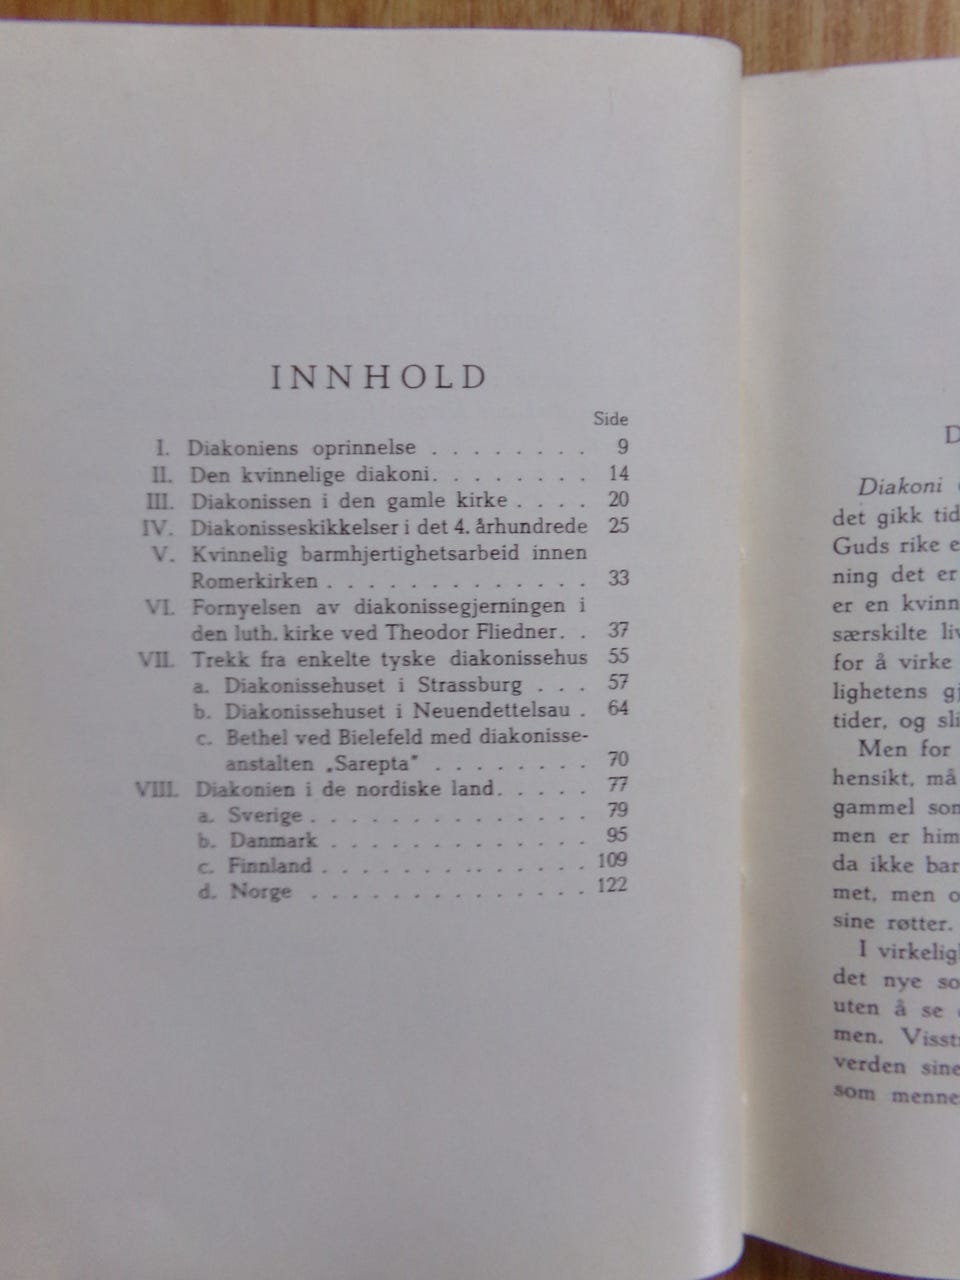 INNHOLD
Side
I. Diakoniens oprinnelse . . . . . . . . 9
II. Den kvinnelige diakoni. . . . . . . . 14
III. Diakonissen i den gamle kirke . . . . 20
IV. Diakonisseskikkelser i det 4. århundrede 25
V. Kvinnelig barmhjertighetsarbeid innen
Romerkirken . . . . . . . . . . . . . 33
VI. Fornyelsen av diakonissegjerningen i
den luth. kirke ved Theodor Fliedner. . 37
VII. Trekk fra enkelte tyske diakonissehus 55
a. Diakonissehuset i Strassburg . . . 57
b. Diakonissehuset i Neuendettelsau . 64
c. Bethel ved Bielefeld med diakonisse-
anstalten „Sarepta" . . . . . . . . 70
VIII. Diakonien i de nordiske land. . . . . 77
a. Sverige . . . . . . . . . . . . . . 79
b. Danmark . . . . . . . . . . . . . 95
c. Finnland . . . . . . . . . . . . . 109
d. Norge . . . . . . . . . . . . . . 122
D
Diakoni
det gikk tid
Guds rike e
ning det er
er en kvinn
særskilte liv
for å virke
lighetens gj
tider, og sli
Men for
hensikt, må
gammel som
men er him
da ikke bar
met, men o
sine røtter.
I virkelig
det nye so
uten å se
men. Visst
verden sine
som menne